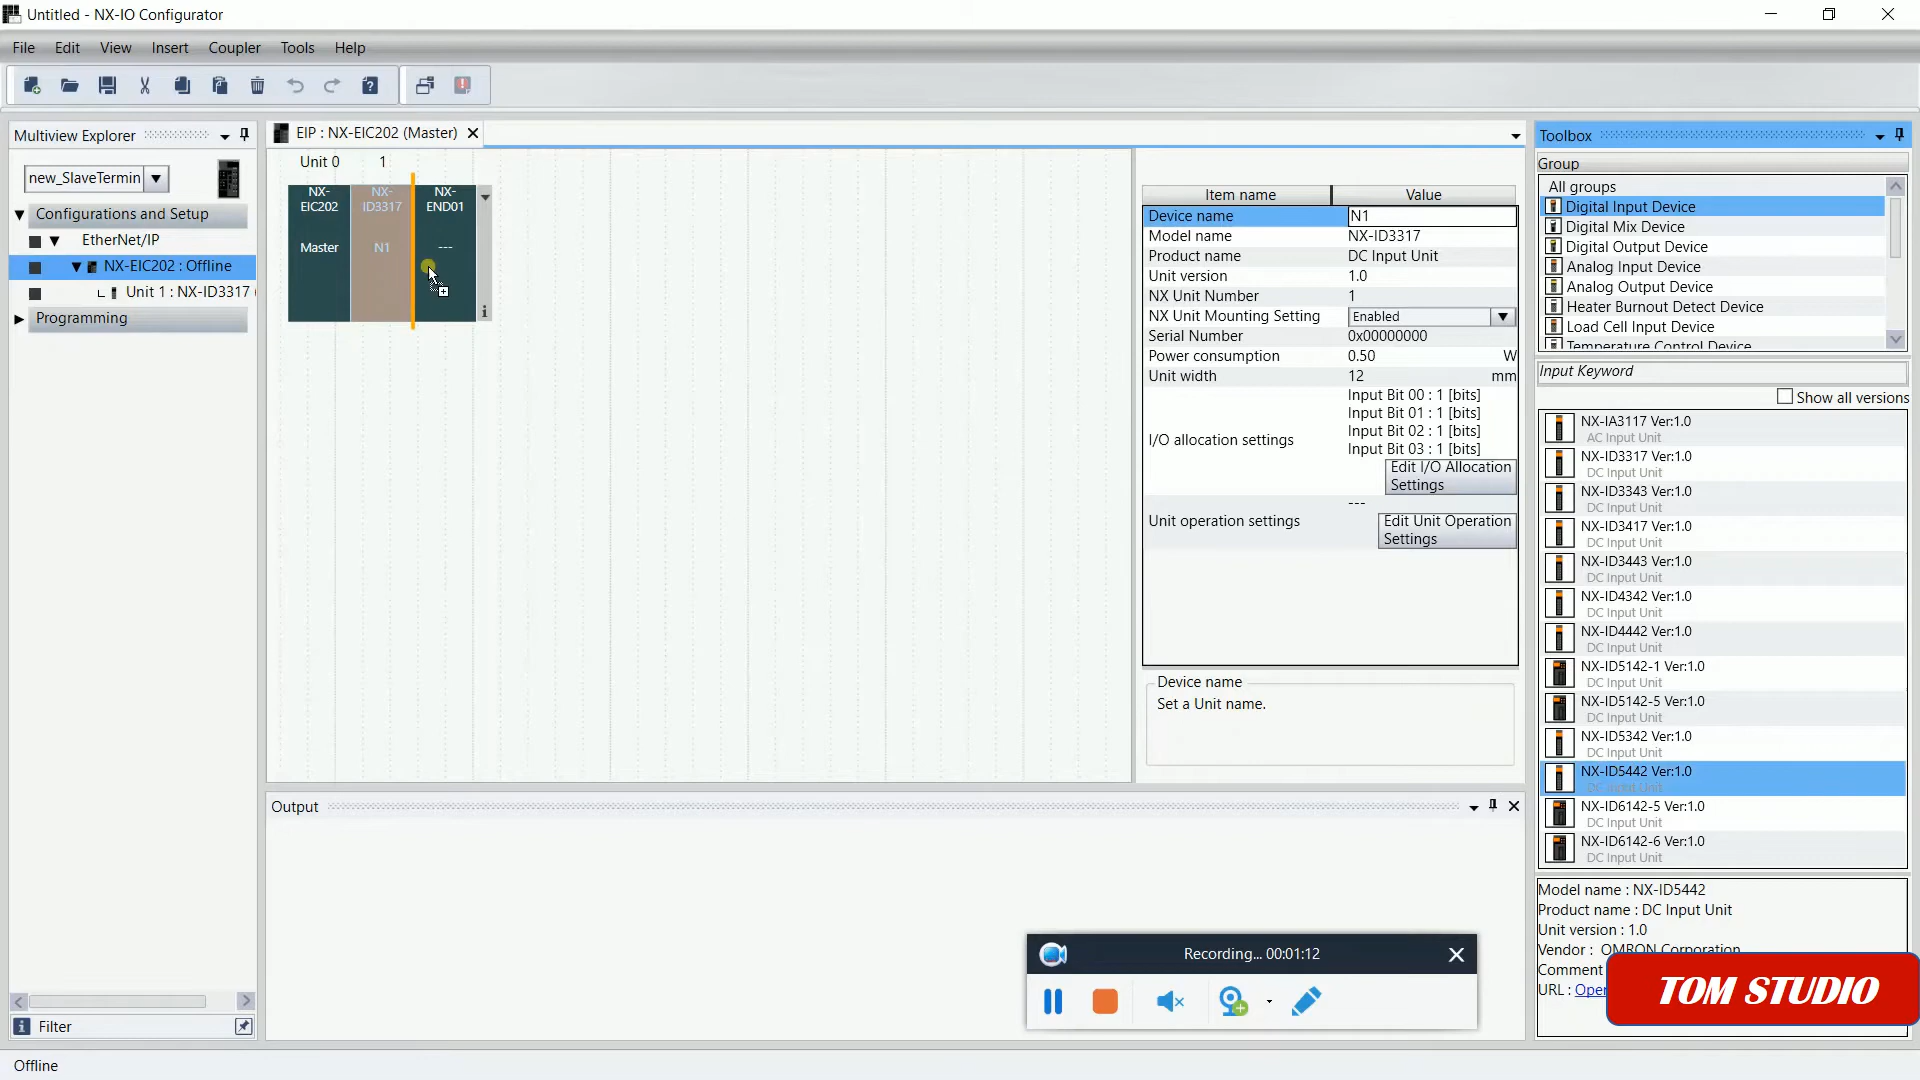 Untitled - NX-IO Configurator
File Edit View Insert Coupler Tools Help
Multiview Explorer
new_SlaveTermin
Configurations and Setup
EtherNet/IP
NX-EIC202 : Offline
Unit 1 : NX-ID3317 (
Programming
Filter
Offline
EIP : NX-EIC202 (Master)
Unit 0 1
NX-EIC202
Master
NX-ID3317
N1
NX-END01
---
Item name Value
Device name N1
Model name NX-ID3317
Product name DC Input Unit
Unit version 1.0
NX Unit Number 1
NX Unit Mounting Setting Enabled
Serial Number 0x00000000
Power consumption 0.50 W
Unit width 12 mm
I/O allocation settings
Input Bit 00 : 1 [bits]
Input Bit 01 : 1 [bits]
Input Bit 02 : 1 [bits]
Input Bit 03 : 1 [bits]
Edit I/O Allocation
Settings
---
Unit operation settings
Edit Unit Operation
Settings
Device name
Set a Unit name.
Output
Toolbox
Group
All groups
Digital Input Device
Digital Mix Device
Digital Output Device
Analog Input Device
Analog Output Device
Heater Burnout Detect Device
Load Cell Input Device
Temperature Control Device
Input Keyword
Show all versions
NX-IA3117 Ver:1.0
AC Input Unit
NX-ID3317 Ver:1.0
DC Input Unit
NX-ID3343 Ver:1.0
DC Input Unit
NX-ID3417 Ver:1.0
DC Input Unit
NX-ID3443 Ver:1.0
DC Input Unit
NX-ID4342 Ver:1.0
DC Input Unit
NX-ID4442 Ver:1.0
DC Input Unit
NX-ID5142-1 Ver:1.0
DC Input Unit
NX-ID5142-5 Ver:1.0
DC Input Unit
NX-ID5342 Ver:1.0
DC Input Unit
NX-ID5442 Ver:1.0
DC Input Unit
NX-ID6142-5 Ver:1.0
DC Input Unit
NX-ID6142-6 Ver:1.0
DC Input Unit
Model name : NX-ID5442
Product name : DC Input Unit
Unit version : 1.0
Vendor : OMRON Corporation
Comment
URL : Oper
Recording... 00:01:12
TOM STUDIO